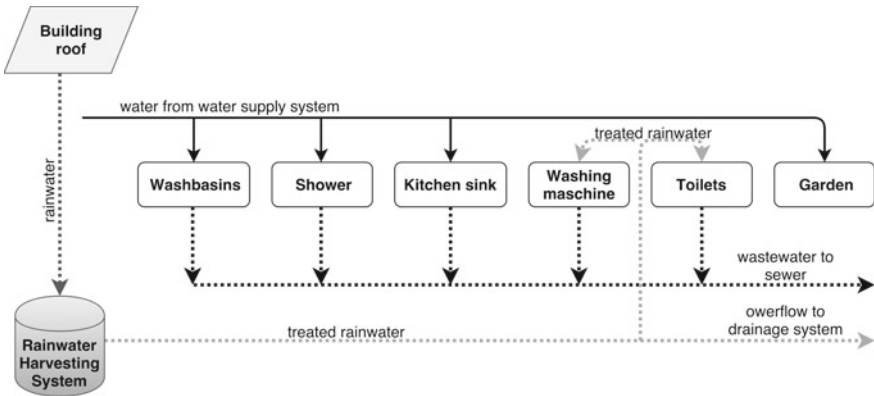 Building
roof
water from water supply system
treated rainwater
rainwater
Washbasins
Shower
Kitchen sink
Washing
maschine
Toilets
Garden
wastewater to
sewer
owerflow to
drainage system
treated rainwater
Rainwater
Harvesting
System